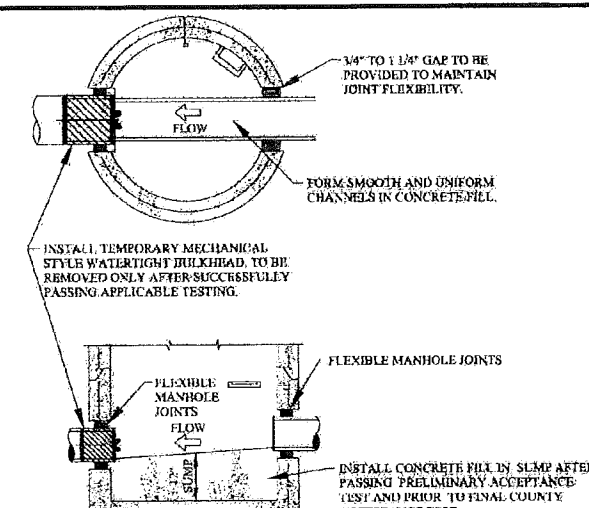 3/4" TO 1 1/4" GAP TO BE
PROVIDED TO MAINTAIN
JOINT FLEXIBILITY.
FLOW
FORM SMOOTH AND UNIFORM
CHANNELS IN CONCRETE FILL.
INSTALL TEMPORARY MECHANICAL
STYLE WATERTIGHT BULKHEAD, TO BE
REMOVED ONLY AFTER SUCCESSFULLY
PASSING APPLICABLE TESTING.
FLEXIBLE MANHOLE JOINTS
FLEXIBLE
MANHOLE
JOINTS
FLOW
12"
SUMP
INSTALL CONCRETE FILL IN SUMP AFTER
PASSING PRELIMINARY ACCEPTANCE
TEST AND PRIOR TO FINAL COUNTY